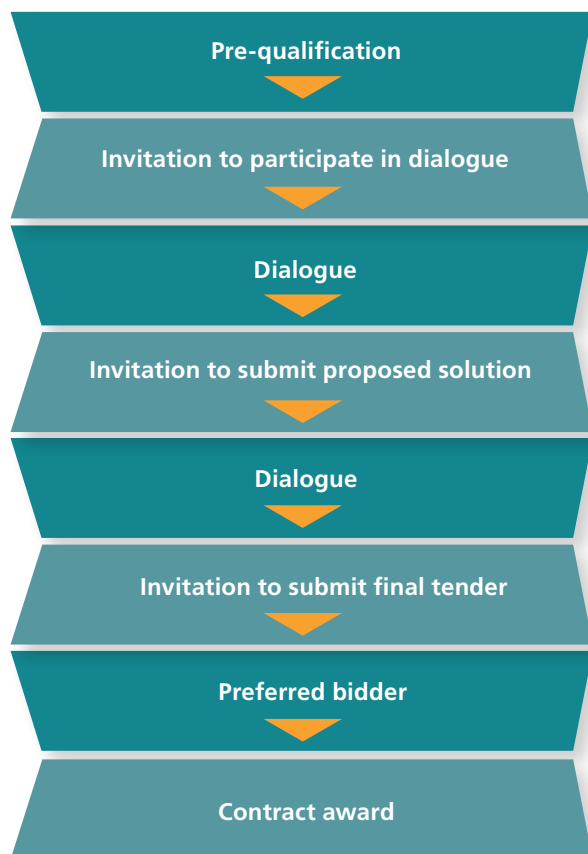 Pre-qualification
Invitation to participate in dialogue
Dialogue
Invitation to submit proposed solution
Dialogue
Invitation to submit final tender
Preferred bidder
Contract award